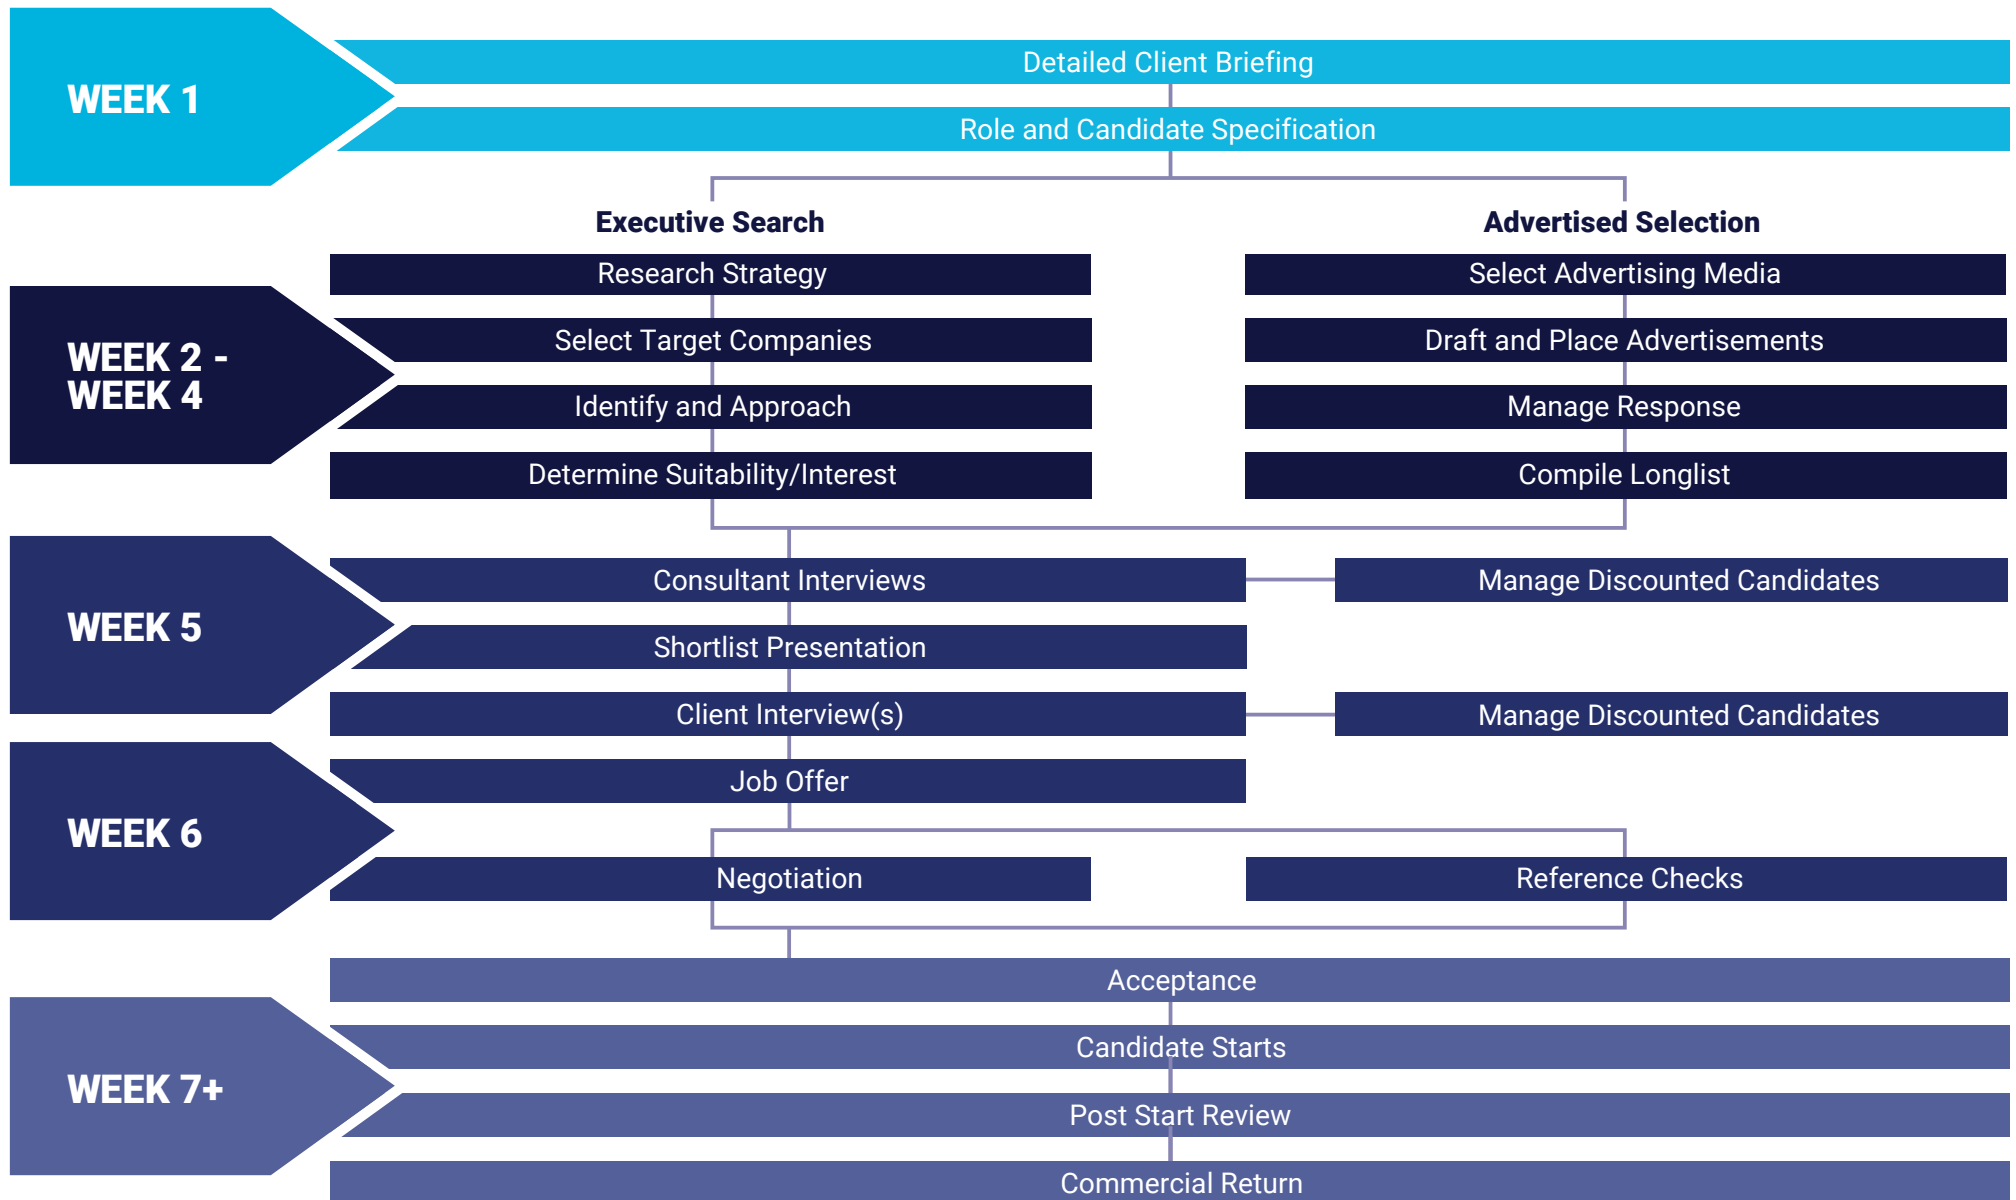 WEEK 1
Detailed Client Briefing
Role and Candidate Specification
Executive Search
Advertised Selection
WEEK 2 -
WEEK 4
Research Strategy
Select Advertising Media
Select Target Companies
Draft and Place Advertisements
Identify and Approach
Manage Response
Determine Suitability/Interest
Compile Longlist
WEEK 5
Consultant Interviews
Manage Discounted Candidates
Shortlist Presentation
Client Interview(s)
Manage Discounted Candidates
WEEK 6
Job Offer
Negotiation
Reference Checks
WEEK 7+
Acceptance
Candidate Starts
Post Start Review
Commercial Return